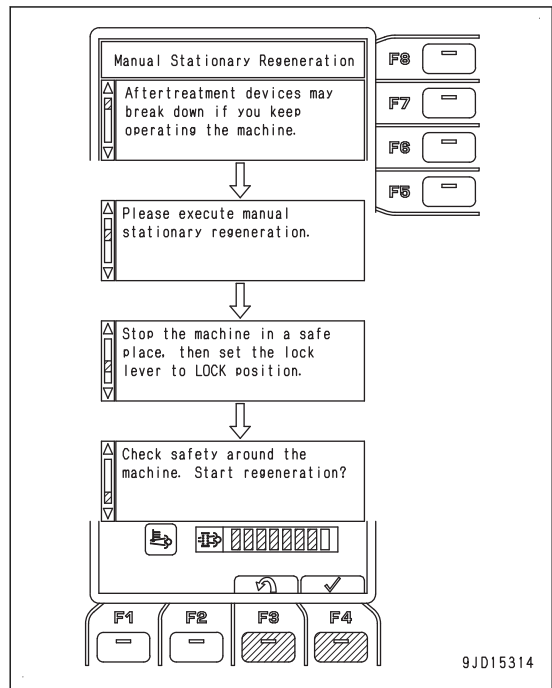 Manual Stationary Regeneration
Aftertreatment devices may
break down if you keep
operating the machine.
Please execute manual
stationary regeneration.
Stop the machine in a safe
place, then set the lock
lever to LOCK position.
Check safety around the
machine. Start regeneration?
F8
F7
F6
F5
F1 F2 F3 F4
9JD15314